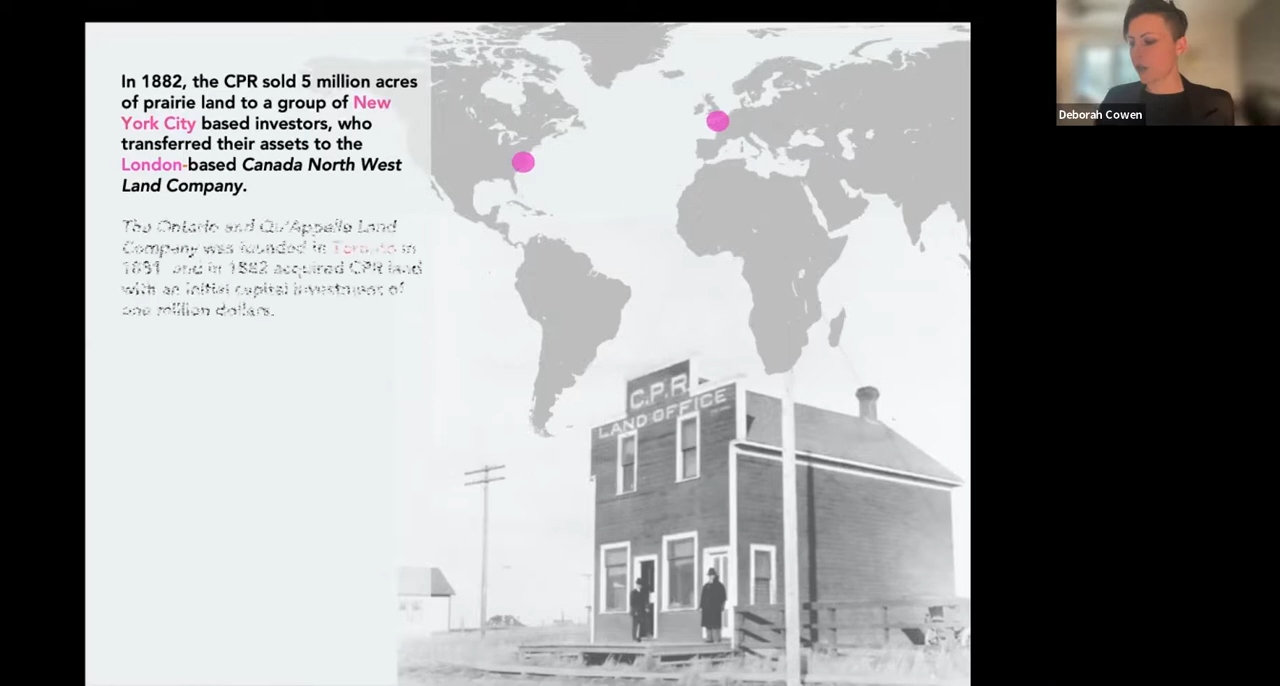 In 1882, the CPR sold 5 million acres
of prairie land to a group of New
York City based investors, who
transferred their assets to the
London-based Canada North West
Land Company.
The Ontario and Qu'Appelle Land
Company was founded in Toronto in
1881 and in 1882 acquired CPR land
with an initial capital investment of
one million dollars.
C.P.R.
LAND OFFICE
Deborah Cowen